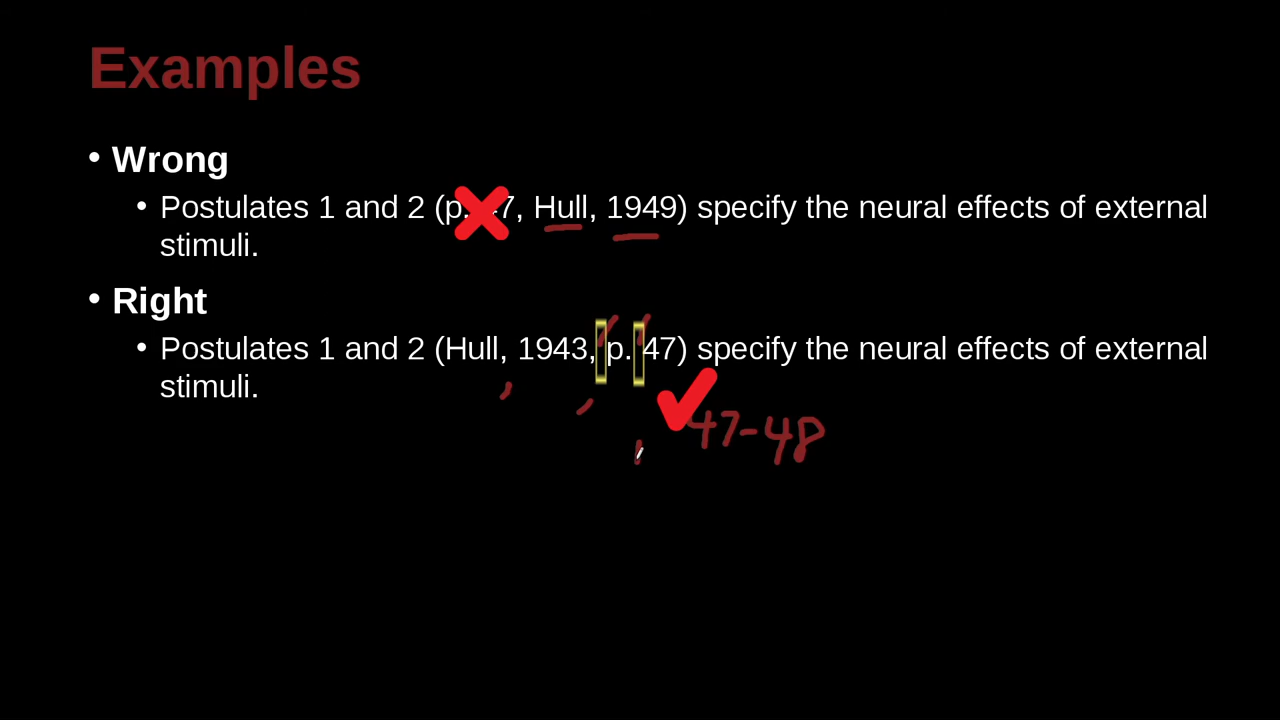 Examples
• Wrong
• Postulates 1 and 2 (p. 47, Hull, 1949) specify the neural effects of external
stimuli.
• Right
• Postulates 1 and 2 (Hull, 1943, p. 47) specify the neural effects of external
stimuli.
47-48